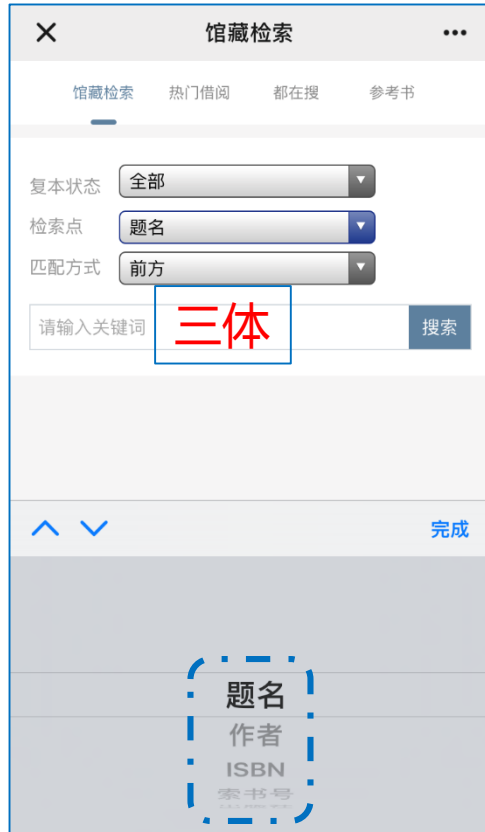 馆藏检索
馆藏检索 热门借阅 都在搜 参考书
复本状态 全部
检索点 题名
匹配方式 前方
请输入关键词 三体 搜索
完成
题名
作者
ISBN
索书号